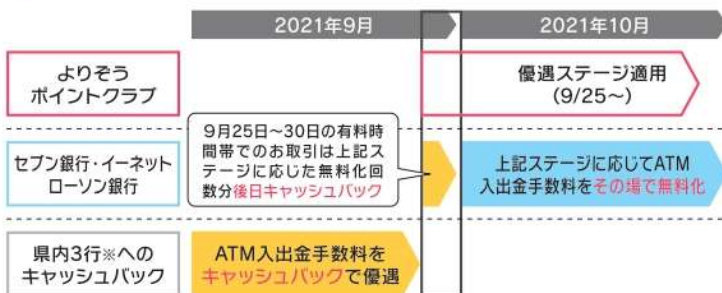 2021年9月
2021年10月
よりぞう
ポイントクラブ
優遇ステージ適用
(9/25~)
セブン銀行・イーネット
ローソン銀行
9月25日~30日の有料時
間帯でのお取引は上記ス
テージに応じた無料化回
数分後日キャッシュバック
上記ステージに応じてATM
入出金手数料をその場で無料化
県内3行※への
キャッシュバック
ATM入出金手数料を
キャッシュバックで優遇